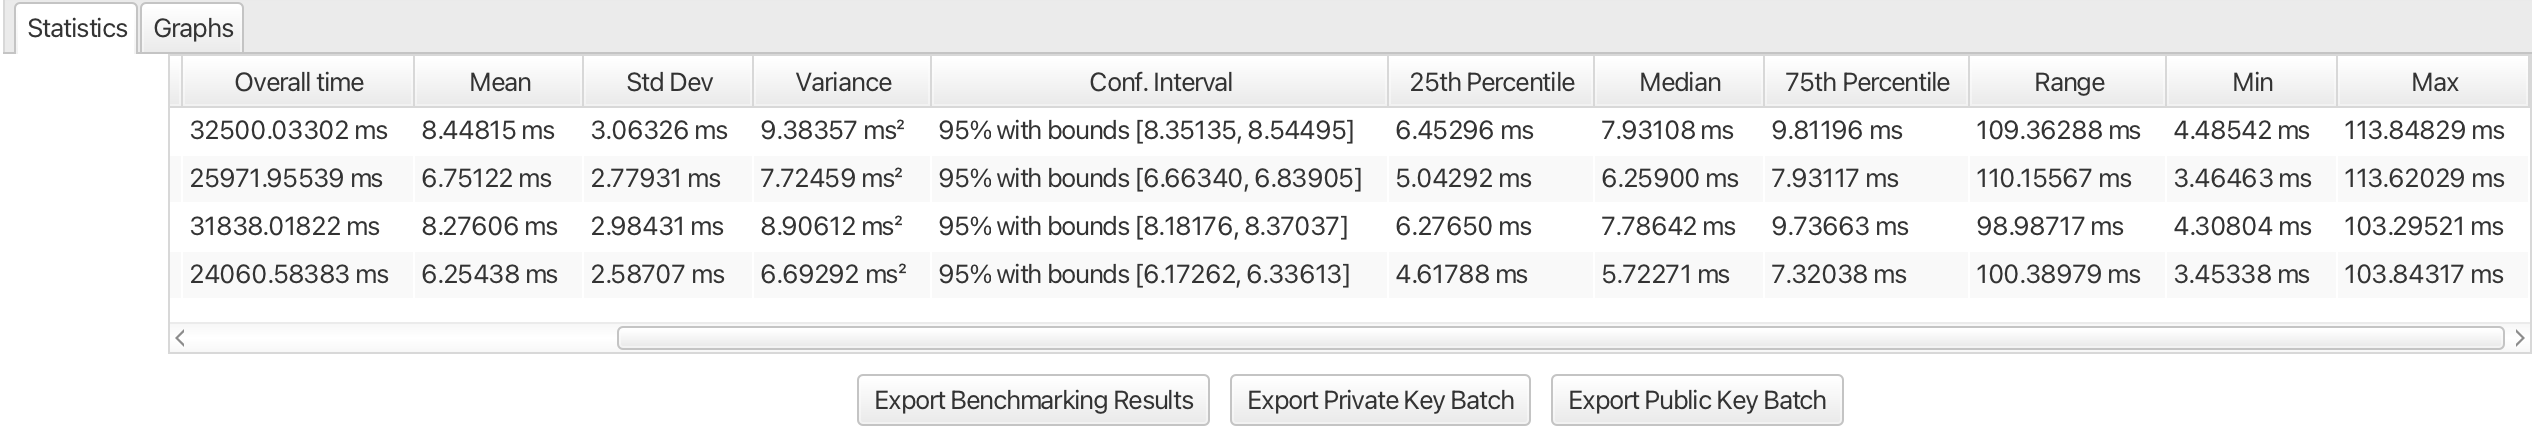 Statistics Graphs
Overall time Mean Std Dev Variance Conf. Interval 25th Percentile Median 75th Percentile Range Min Max
32500.03302 ms 8.44815 ms 3.06326 ms 9.38357 ms² 95% with bounds [8.35135, 8.54495] 6.45296 ms 7.93108 ms 9.81196 ms 109.36288 ms 4.48542 ms 113.84829 ms
25971.95539 ms 6.75122 ms 2.77931 ms 7.72459 ms² 95% with bounds [6.66340, 6.83905] 5.04292 ms 6.25900 ms 7.93117 ms 110.15567 ms 3.46463 ms 113.62029 ms
31838.01822 ms 8.27606 ms 2.98431 ms 8.90612 ms² 95% with bounds [8.18176, 8.37037] 6.27650 ms 7.78642 ms 9.73663 ms 98.98717 ms 4.30804 ms 103.29521 ms
24060.58383 ms 6.25438 ms 2.58707 ms 6.69292 ms² 95% with bounds [6.17262, 6.33613] 4.61788 ms 5.72271 ms 7.32038 ms 100.38979 ms 3.45338 ms 103.84317 ms
Export Benchmarking Results Export Private Key Batch Export Public Key Batch